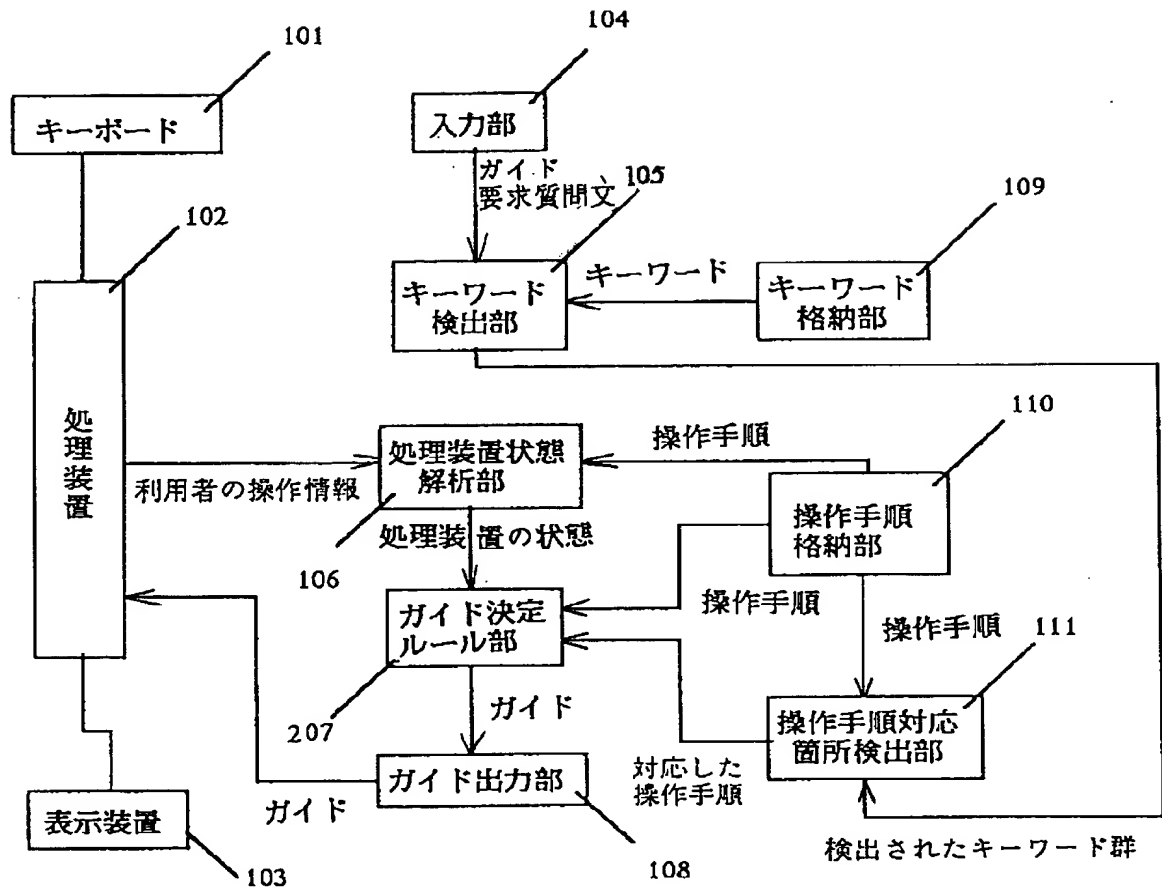 101
キーボード
104
入力部
ガイド
要求質問文
105
109
102
キーワード
検出部
キーワード
キーワード
格納部
処理装置
利用者の操作情報
処理装置状態
解析部
操作手順
110
操作手順
格納部
106
処理装置の状態
ガイド決定
ルール部
操作手順
操作手順
111
207
ガイド
操作手順対応
箇所検出部
対応した
操作手順
ガイド出力部
ガイド
108
表示装置
103
検出されたキーワード群